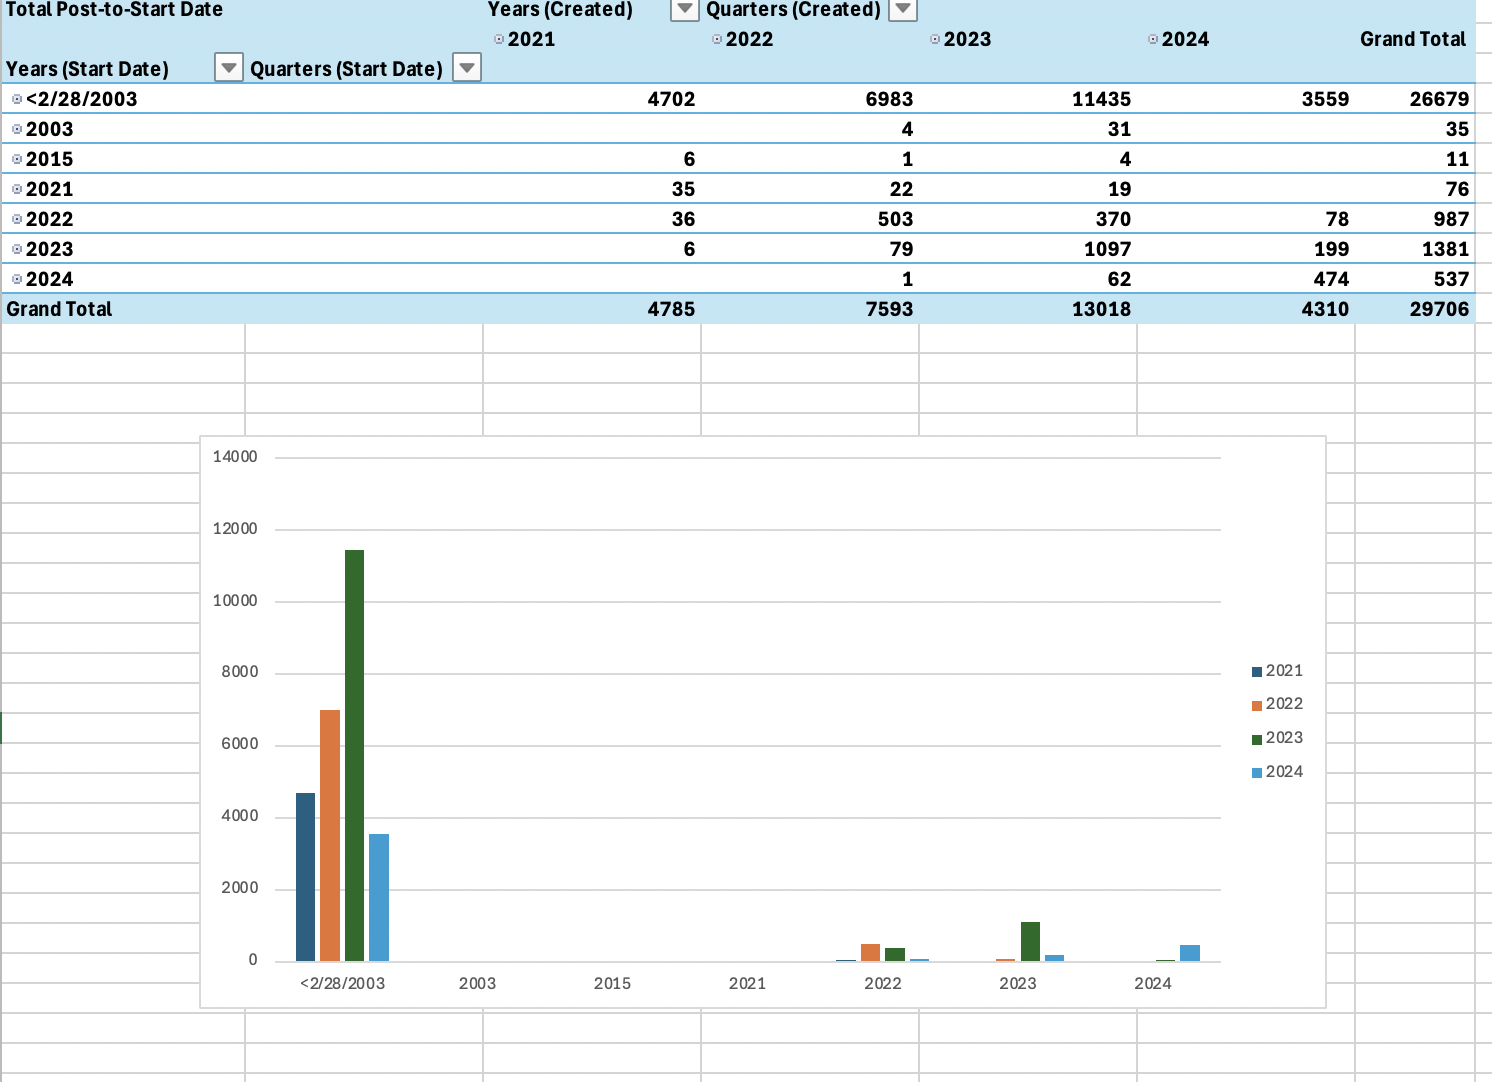 Total Post-to-Start Date Years (Created) Quarters (Created)
2021 2022 2023 2024 Grand Total
Years (Start Date) Quarters (Start Date)
<2/28/2003 4702 6983 11435 3559 26679
2003 4 31 35
2015 6 1 4 11
2021 35 22 19 76
2022 36 503 370 78 987
2023 6 79 1097 199 1381
2024 1 62 474 537
Grand Total 4785 7593 13018 4310 29706
14000
12000
10000
8000
6000
4000
2000
0
<2/28/2003 2003 2015 2021 2022 2023 2024
2021
2022
2023
2024